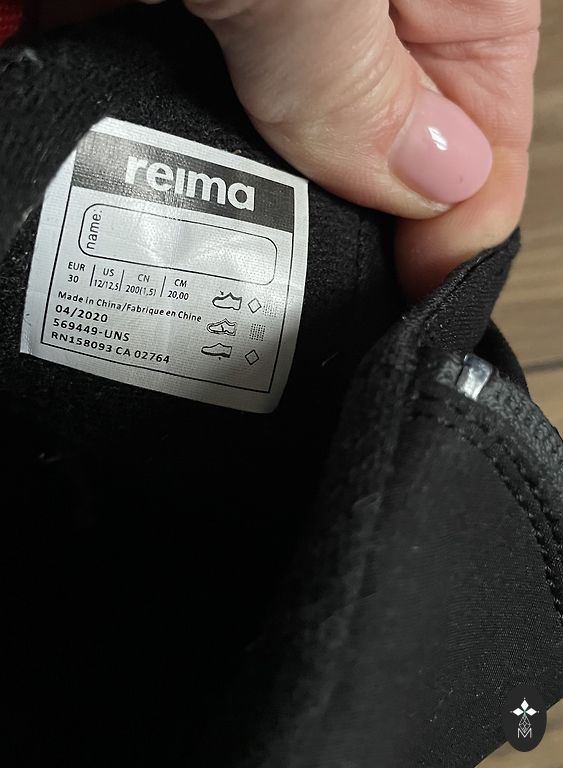 reima
name:
EUR US CN CM
30 12/12,5 200(1,5) 20,00
Made in China/Fabrique en Chine
04/2020
569449-UNS
RN158093 CA 02764
M